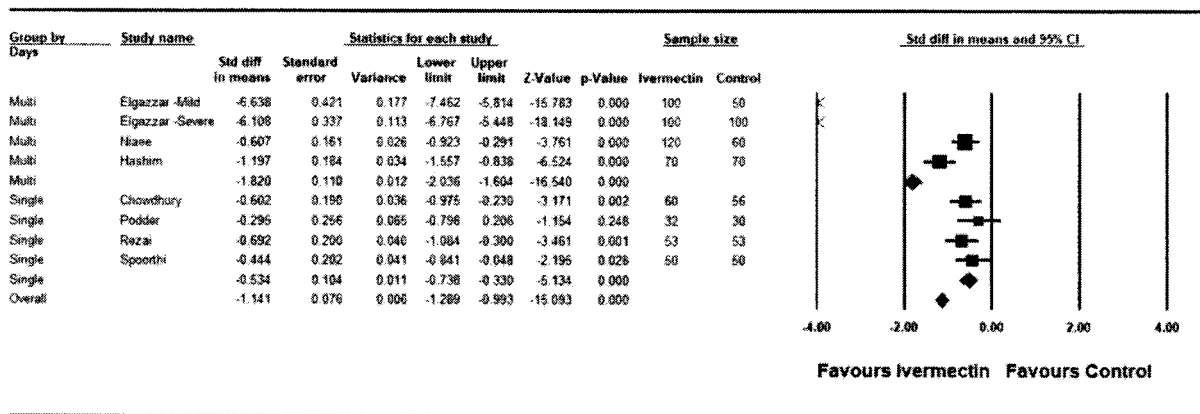 Group by Days Study name Statistics for each study Sample size Std diff in means and 95% CI
Std diff in means Standard error Variance Lower limit Upper limit Z-Value p-Value Ivermectin Control
Multi Elgazzar -Mild -6.638 0.421 0.177 -7.462 -5.814 -15.783 0.000 100 50
Multi Elgazzar -Severe -6.108 0.337 0.113 -6.767 -5.448 -18.149 0.000 100 100
Multi Niaee -0.607 0.161 0.026 -0.923 -0.291 -3.761 0.000 120 60
Multi Hashim -1.197 0.184 0.034 -1.557 -0.838 -6.524 0.000 70 70
Multi -1.820 0.110 0.012 -2.036 -1.604 -16.540 0.000
Single Chowdhury -0.602 0.190 0.036 -0.975 -0.230 -3.171 0.002 60 56
Single Podder -0.295 0.256 0.065 -0.796 0.206 -1.154 0.248 32 30
Single Rezai -0.692 0.200 0.040 -1.084 -0.300 -3.461 0.001 53 53
Single Spoorthi -0.444 0.202 0.041 -0.841 -0.048 -2.195 0.028 50 50
Single -0.534 0.104 0.011 -0.738 -0.330 -5.134 0.000
Overall -1.141 0.076 0.006 -1.289 -0.993 -15.093 0.000
-4.00 -2.00 0.00 2.00 4.00
Favours Ivermectin Favours Control